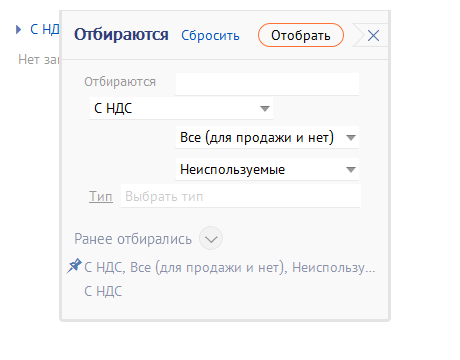 Отбираются Сбросить Отобрать
С НД
Нет за
Отбираются
С НДС
Все (для продажи и нет)
Неиспользуемые
Тип Выбрать тип
Ранее отбирались
С НДС, Все (для продажи и нет), Неиспользу...
С НДС